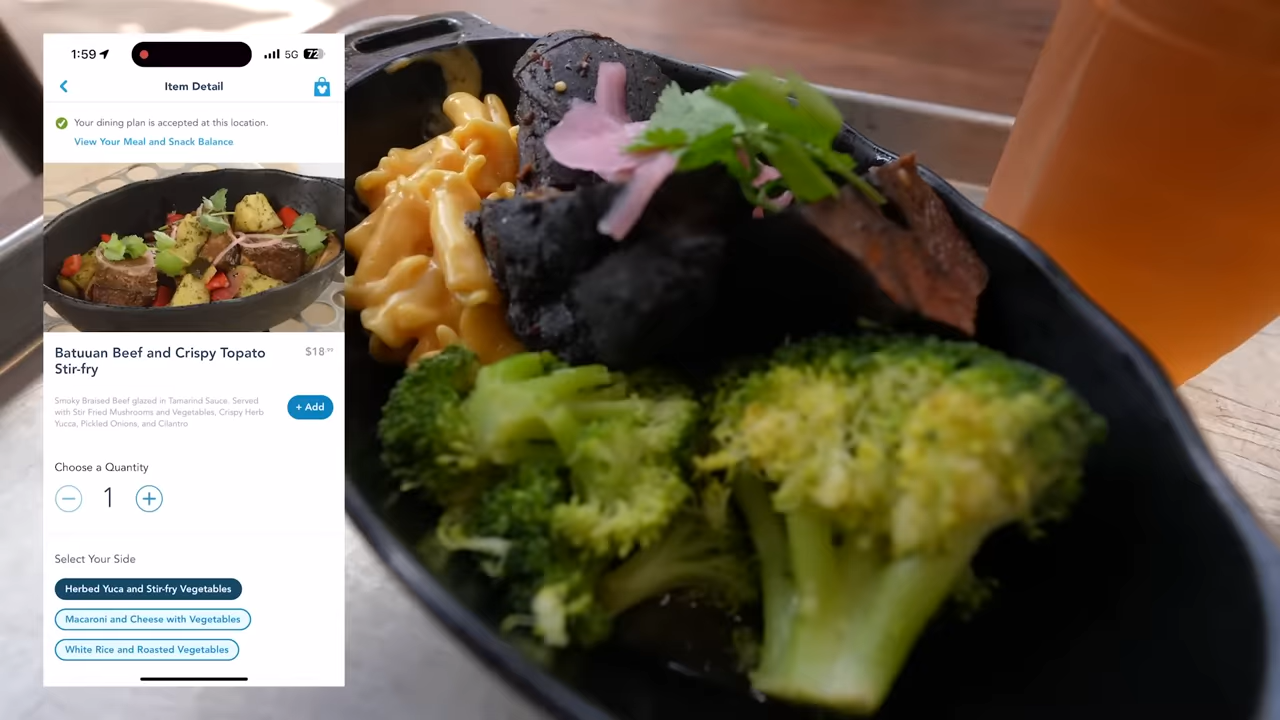 1:59
5G
72
Item Detail
Your dining plan is accepted at this location.
View Your Meal and Snack Balance
Batuuan Beef and Crispy Topato
Stir-fry
$18
+ Add
Smoky Braised Beef glazed in Tamarind Sauce. Served
with Stir Fried Mushrooms and Vegetables, Crispy Herb
Yucca, Pickled Onions, and Cilantro
Choose a Quantity
1
Select Your Side
Herbed Yuca and Stir-fry Vegetables
Macaroni and Cheese with Vegetables
White Rice and Roasted Vegetables